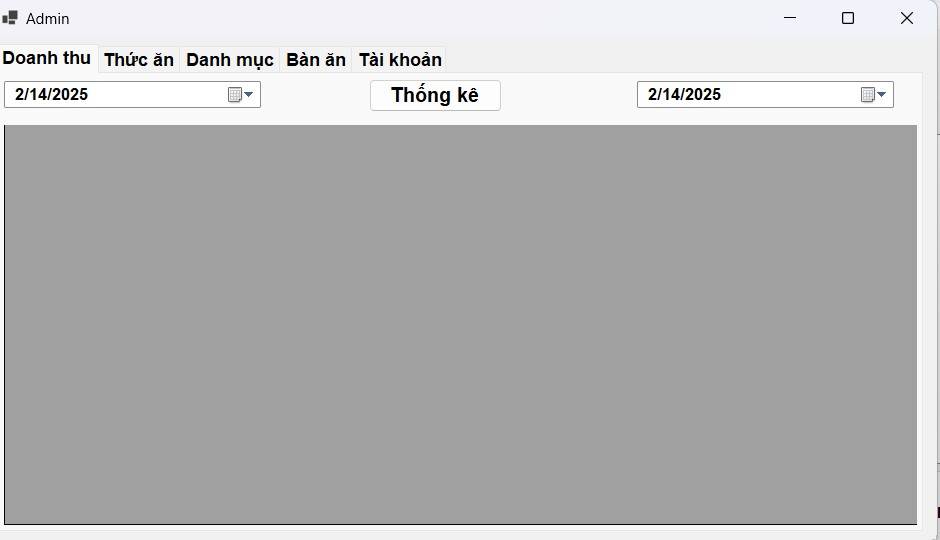 Admin
Doanh thu Thức ăn Danh mục Bàn ăn Tài khoản
2/14/2025 Thống kê 2/14/2025